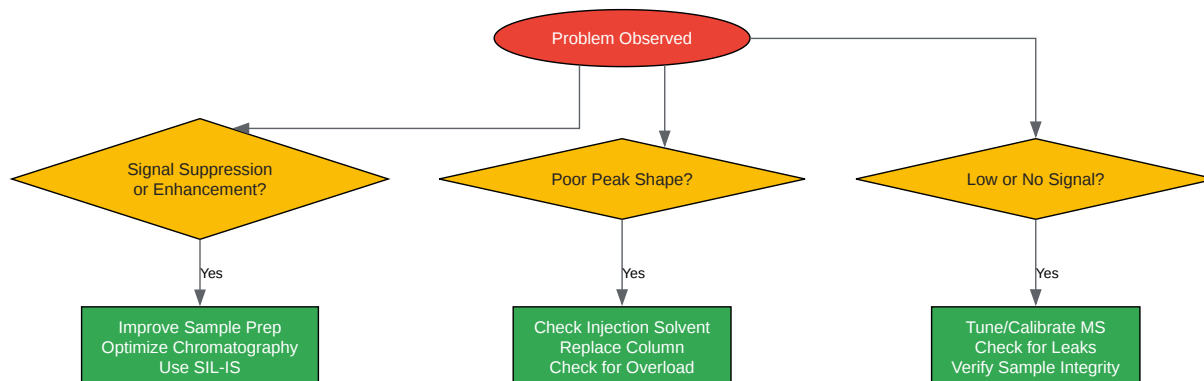 Problem Observed
Signal Suppression
or Enhancement?
Poor Peak Shape?
Low or No Signal?
Yes
Yes
Yes
Improve Sample Prep
Optimize Chromatography
Use SIL-IS
Check Injection Solvent
Replace Column
Check for Overload
Tune/Calibrate MS
Check for Leaks
Verify Sample Integrity